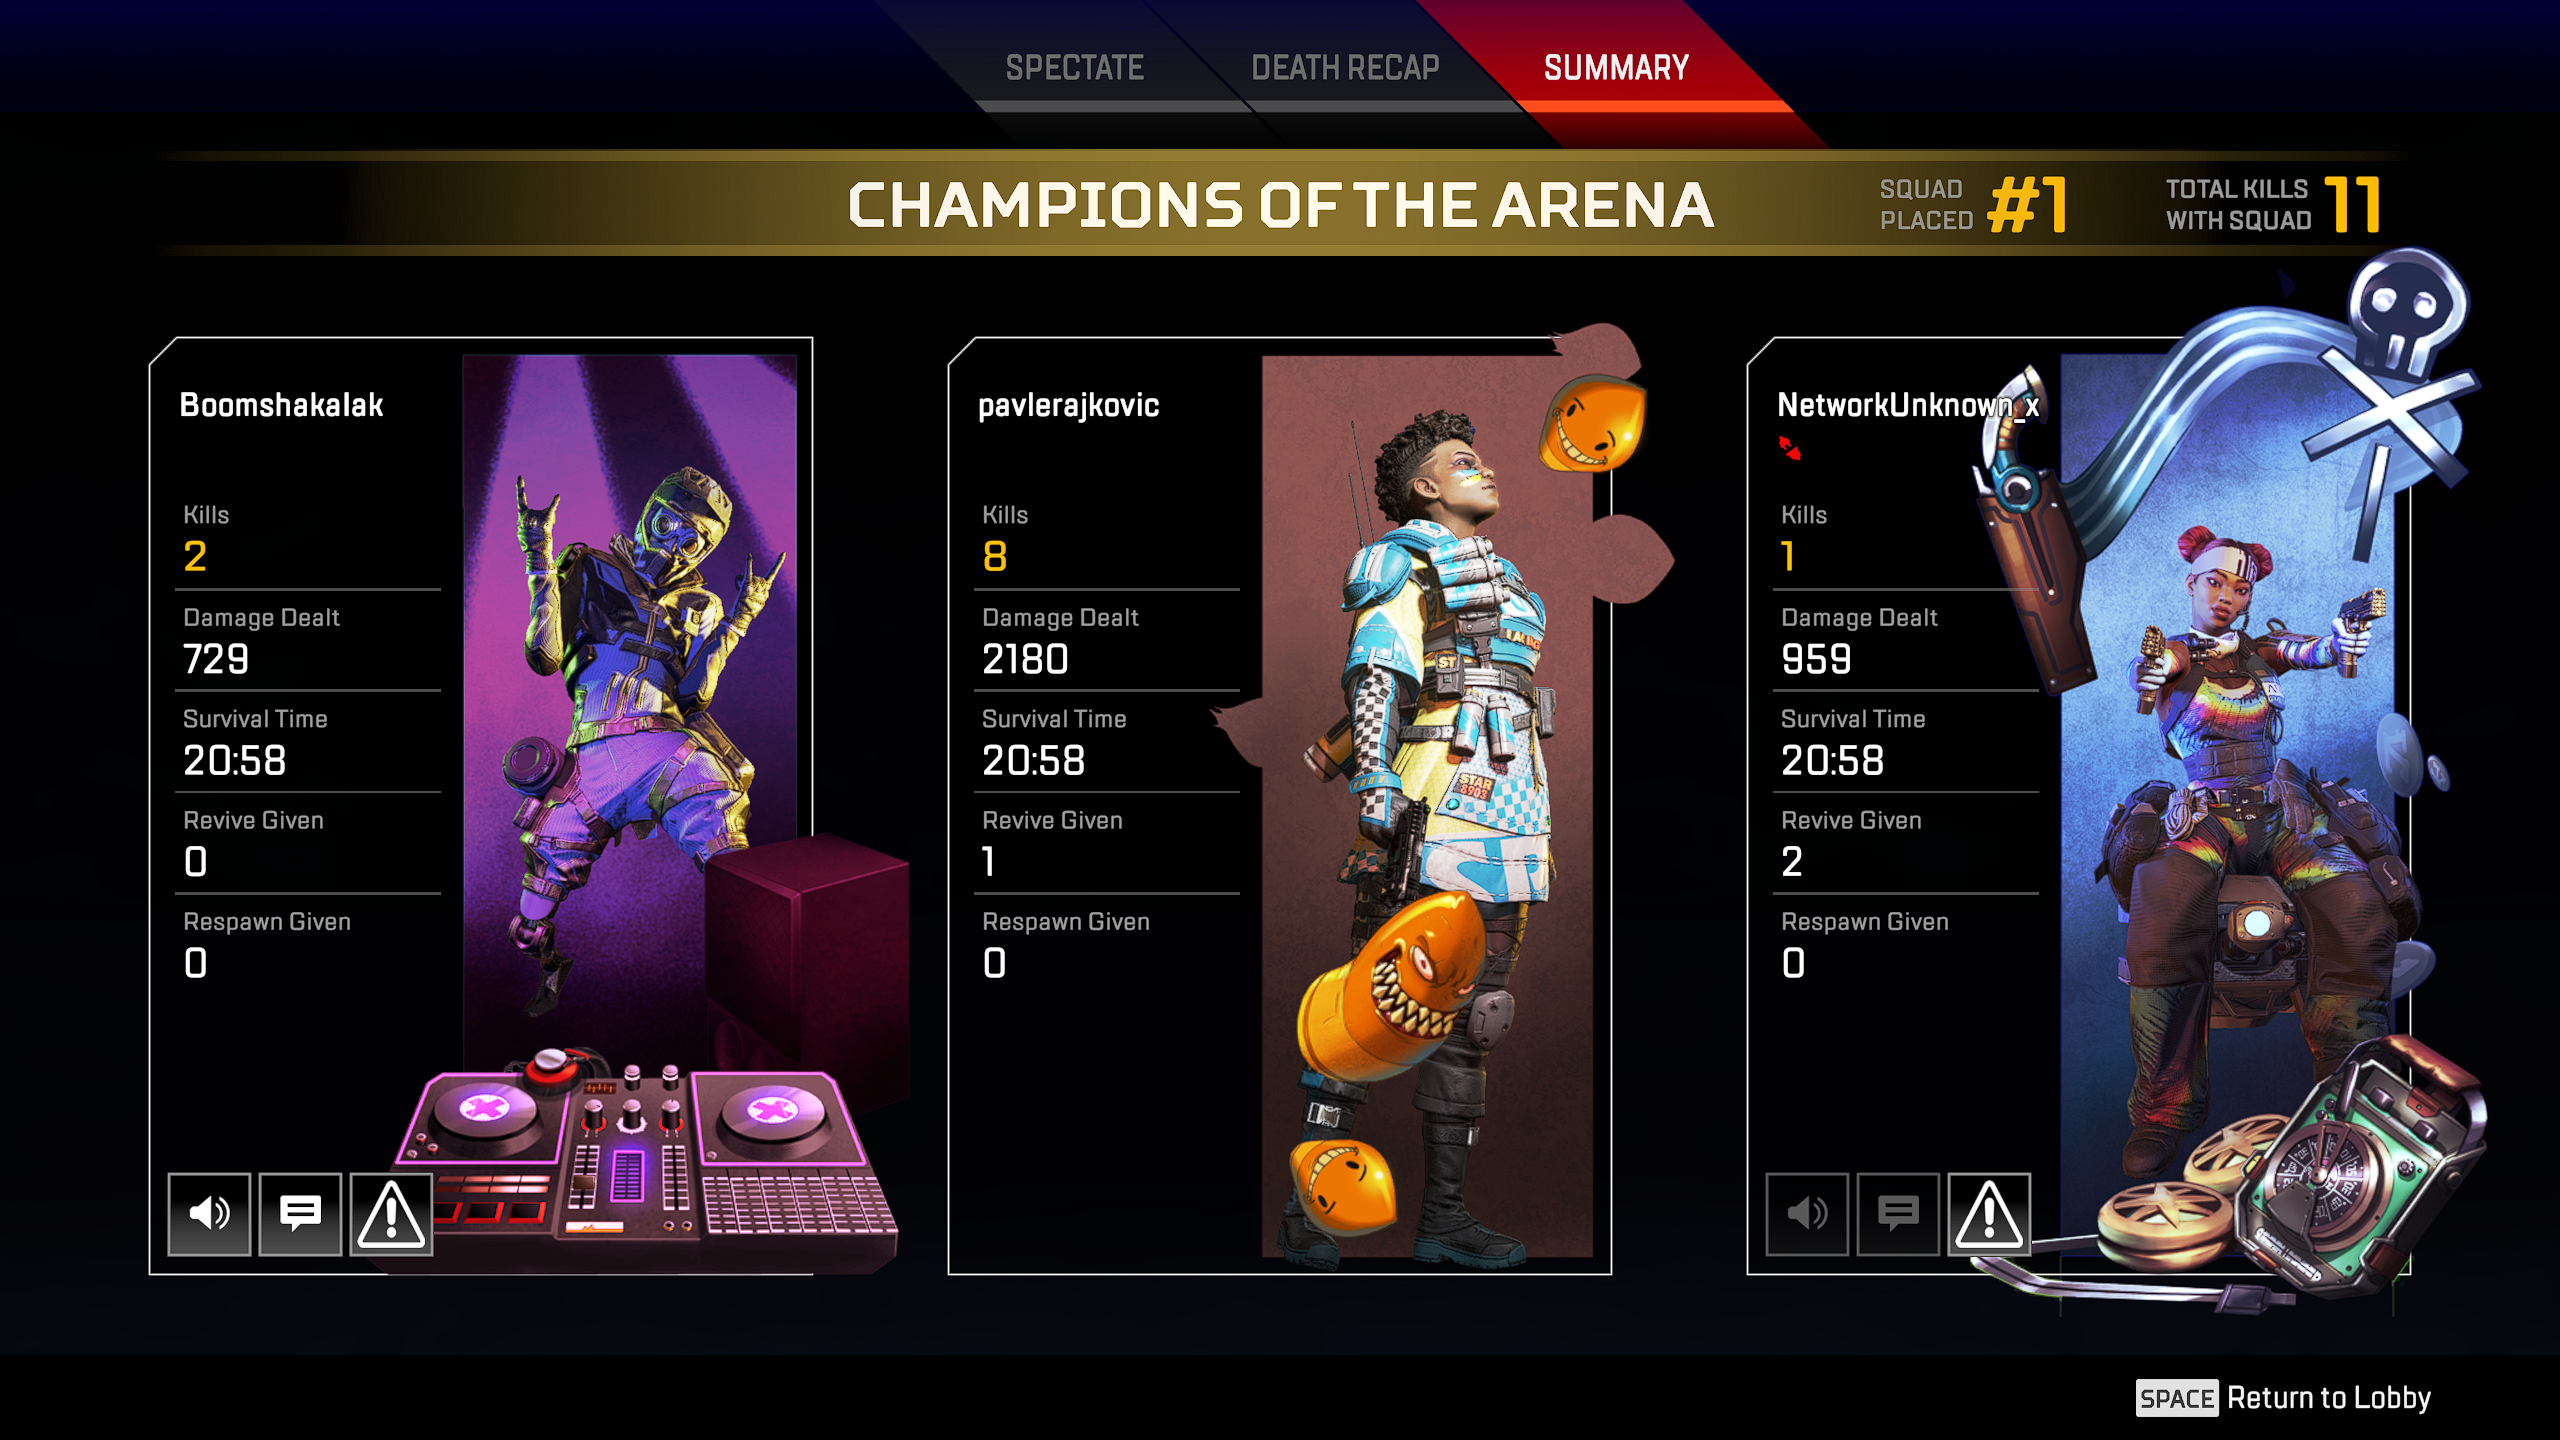 SPECTATE
DEATH RECAP
SUMMARY
CHAMPIONS OF THE ARENA
SQUAD
PLACED #1
TOTAL KILLS
WITH SQUAD 11
Boomshakalak
Kills
2
Damage Dealt
729
Survival Time
20:58
Revive Given
0
Respawn Given
0
pavlerajkovic
Kills
8
Damage Dealt
2180
Survival Time
20:58
Revive Given
1
Respawn Given
0
STAR
8903
NetworkUnknown_x
Kills
1
Damage Dealt
959
Survival Time
20:58
Revive Given
2
Respawn Given
0
SPACE Return to Lobby